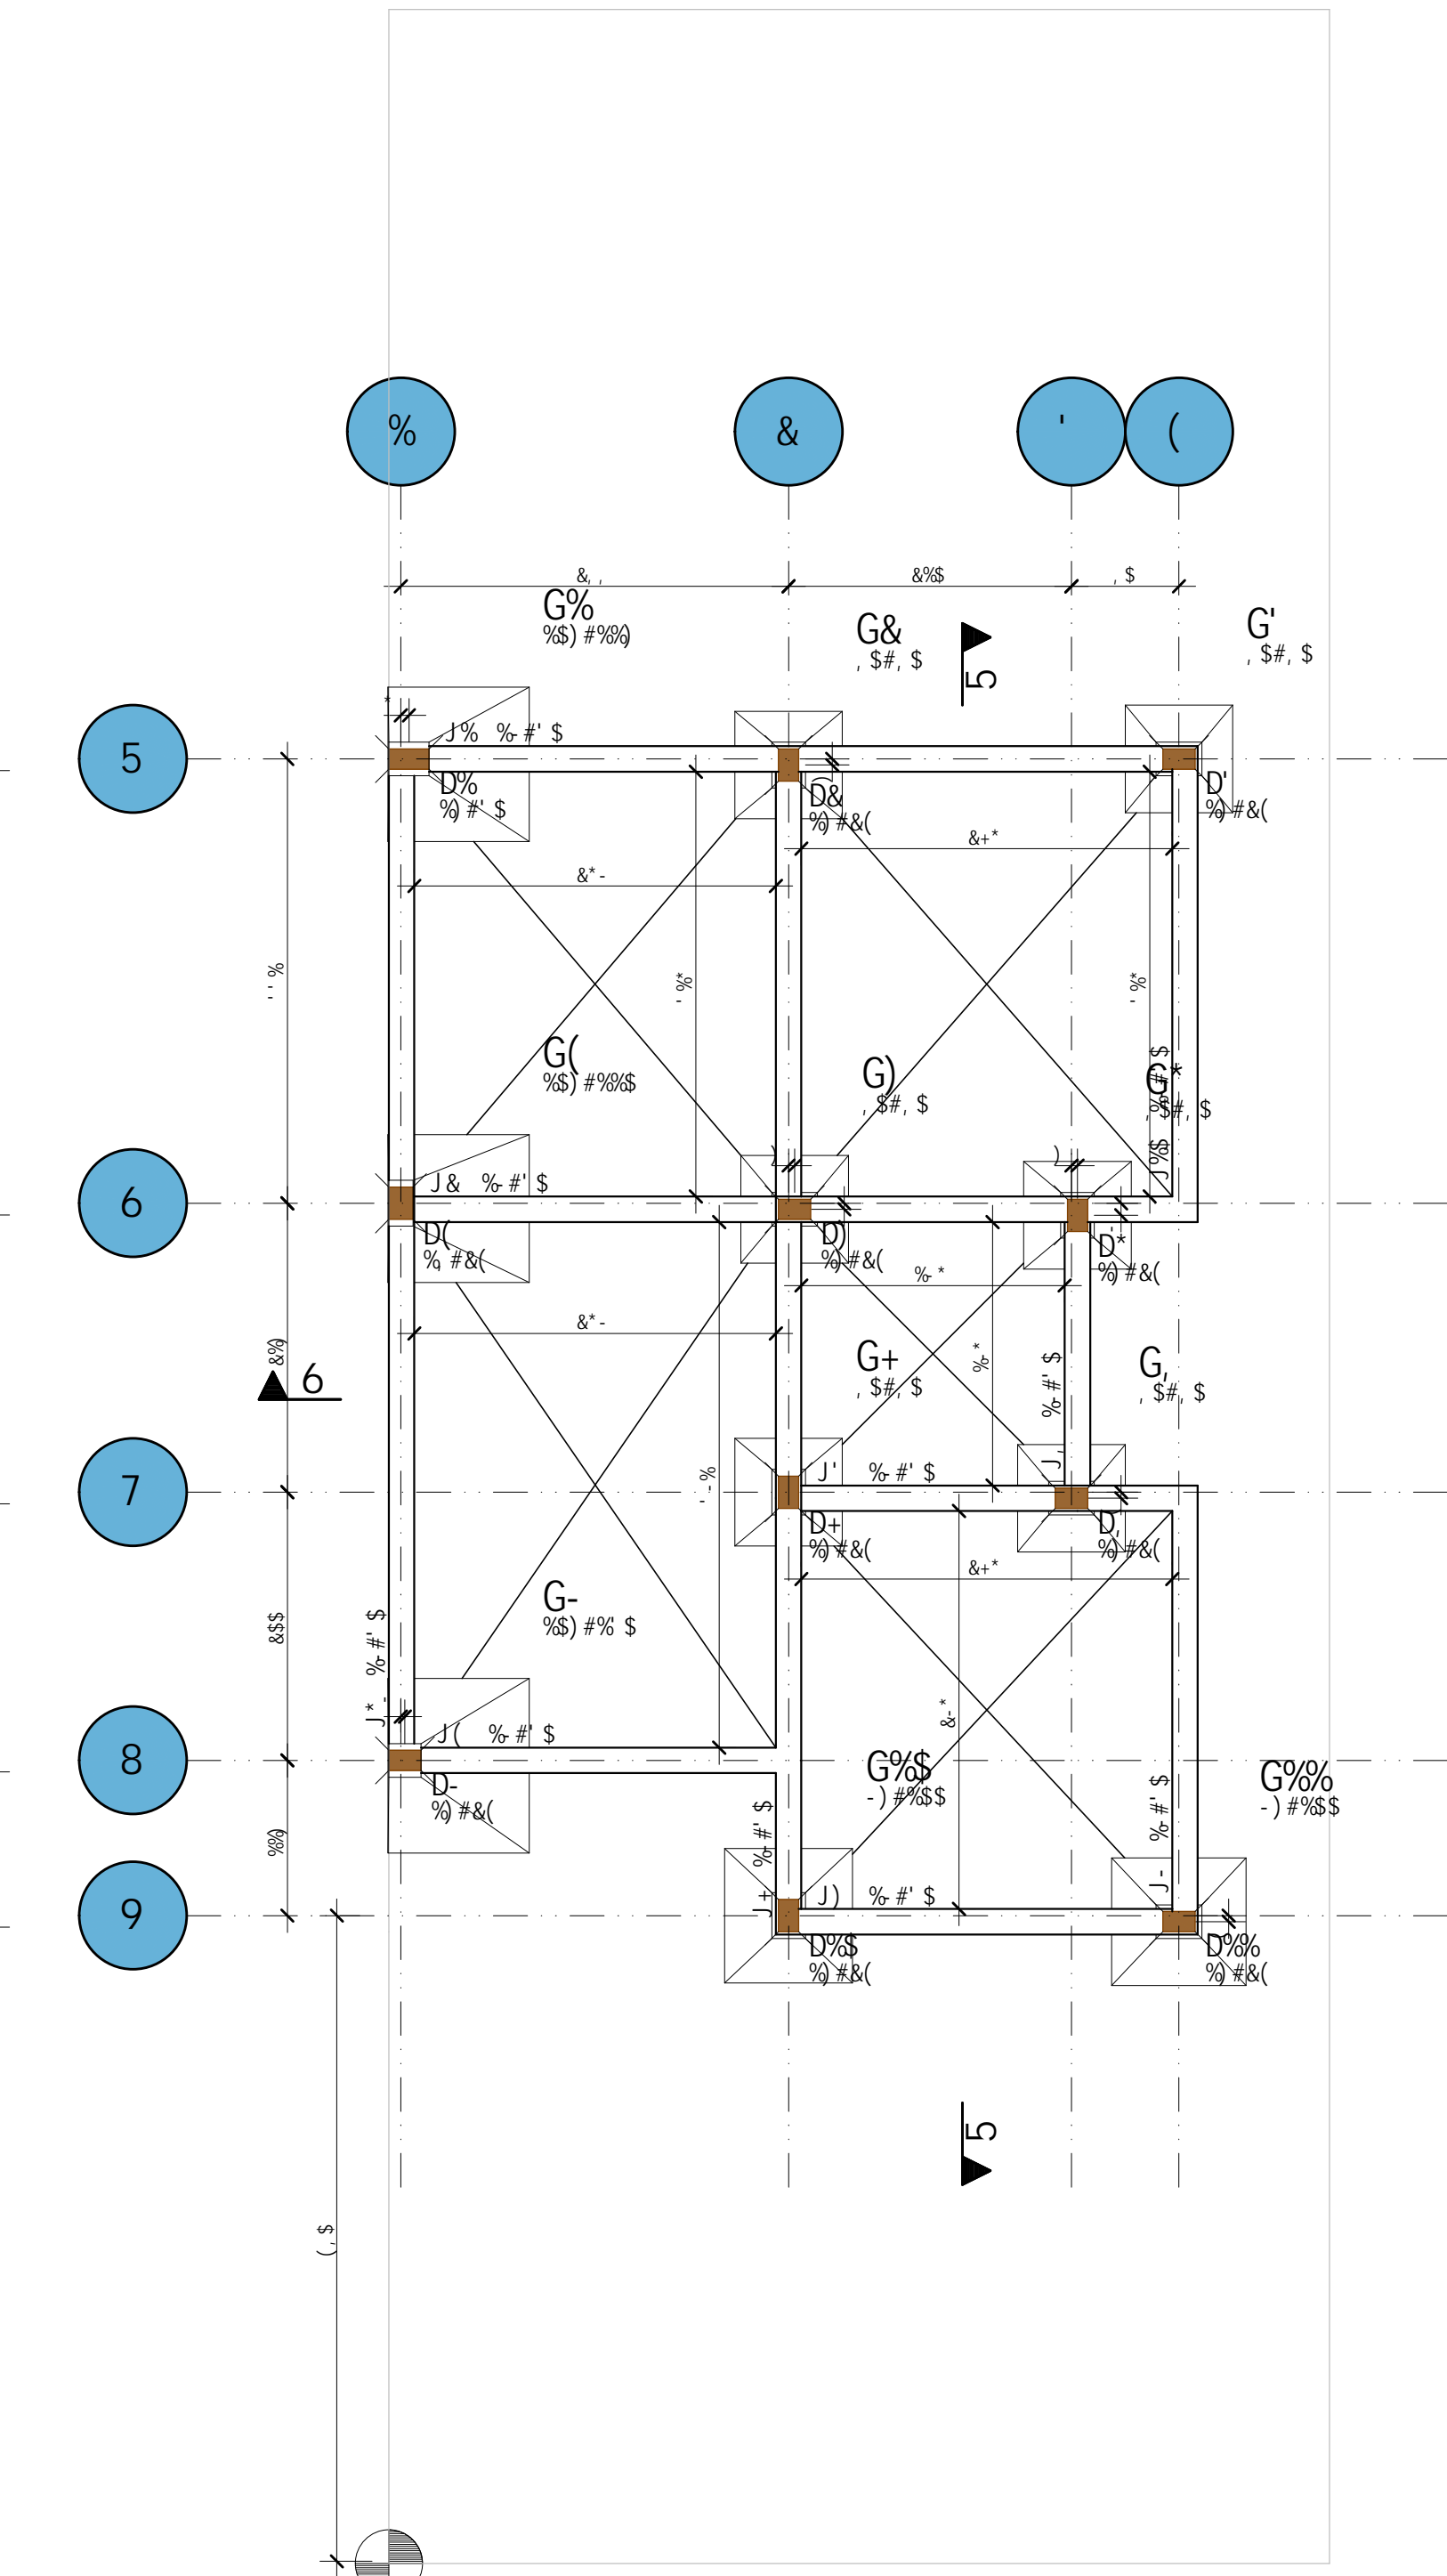 % & ' (
&, , &%$ , $
G%
%$) #%%)
G&
, $#, $
G'
, $#, $
5
*
5
J% %- #' $
D%
%) #' $
D&
%) #&(
)
D'
%) #&(
&+*
&* -
' ' %
' %*
' %*
G(
%$) #%%$
G)
, $#, $
G*
, $#, $
J%$ %- #' $
)
)
6
J & %- #' $
D(
%, #&(
D)
%) #&(
D*
%) #&(
%- *
&* -
&%)
6
G+
, $#, $
%- *
J, %- #' $
G,
, $#, $
7
' - %
J' %- #' $
D+
%) #&(
D,
%) #&(
&+*
G-
%$) #%' $
&$$
J* %- #' $
&- *
8
J ( %- #' $
D-
%) #&(
G%$
- ) #%$$
G%%
- ) #%$$
%%)
J+ %- #' $
J- %- #' $
9
J) %- #' $
D%$
%) #&(
D%%
%) #&(
5
(, $